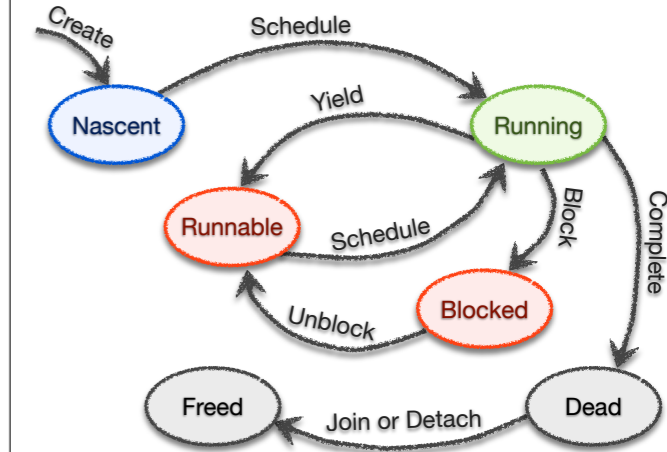 Create
Schedule
Nascent
Yield
Running
Runnable
Schedule
Block
Complete
Blocked
Unblock
Freed
Join or Detach
Dead